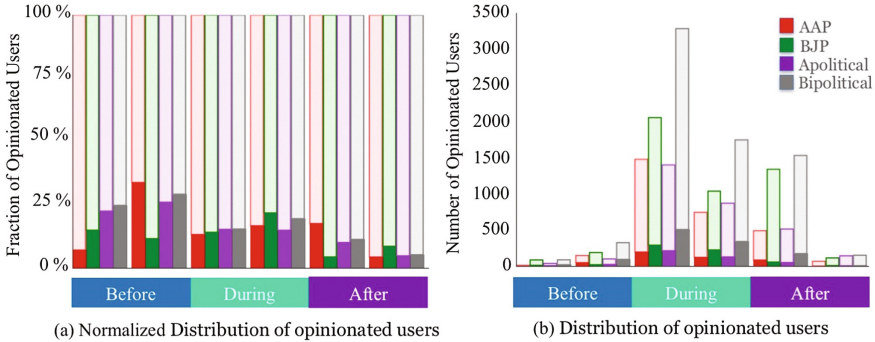 Fraction of Opinionated Users
100 %
75 %
50 %
25 %
0 %
Before During After
(a) Normalized Distribution of opinionated users
Number of Opinionated Users
3500
3000
2500
2000
1500
1000
500
0
AAP
BJP
Apolitical
Bipolitical
Before During After
(b) Distribution of opinionated users